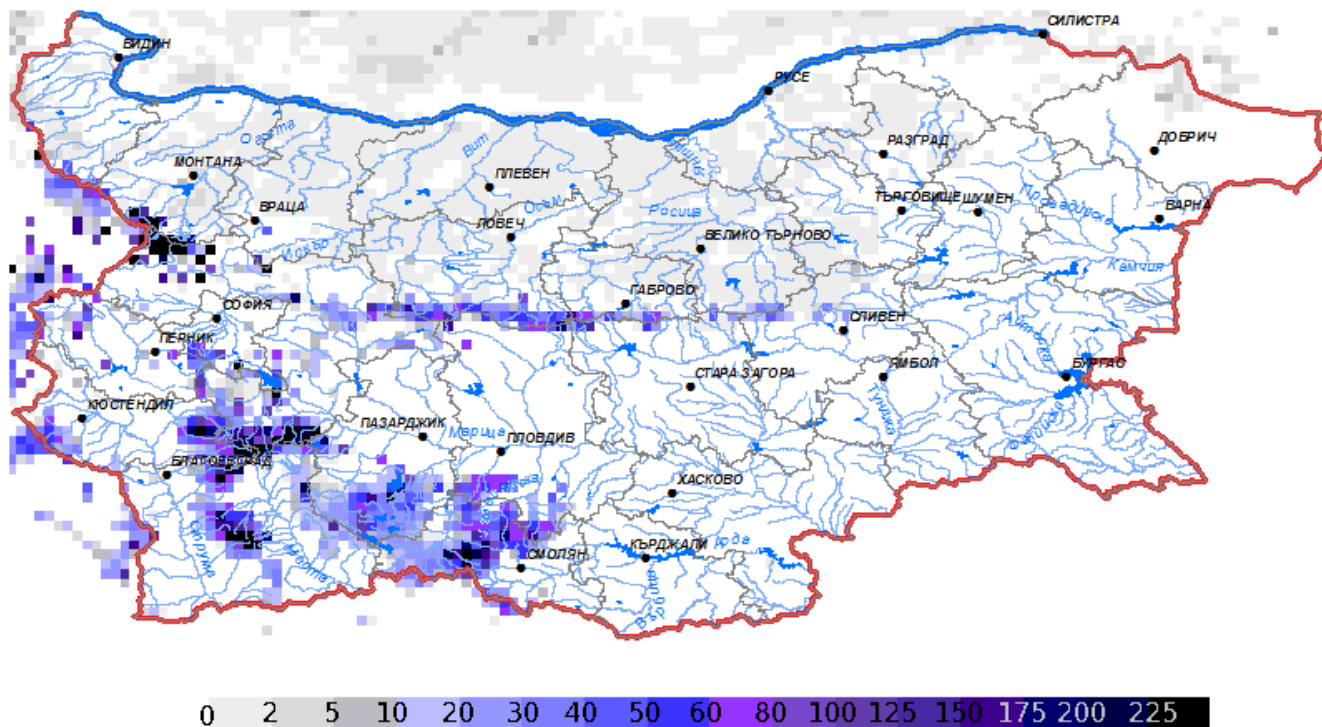 СИЛИСТРА
ВИДИН
РУСЕ
Огоста
Вит
РАЗГРАД
ДОБРИЧ
МОНТАНА
ПЛЕВЕН
ТЪРГОВИЩЕ
ШУМЕН
Осъм
Росица
ВРАЦА
ЛОВЕЧ
ВЕЛИКО ТЪРНОВО
ВАРНА
Искър
Камчия
ГАБРОВО
СОФИЯ
СЛИВЕН
ПЕРНИК
СТАРА ЗАГОРА
ЯМБОЛ
БУРГАС
Тунджа
КЮСТЕНДИЛ
ПАЗАРДЖИК
Марица
ПЛОВДИВ
БЛАГОЕВГРАД
ХАСКОВО
Струма
Места
СМОЛЯН
КЪРДЖАЛИ
Върбица
0 2 5 10 20 30 40 50 60 80 100 125 150 175 200 225